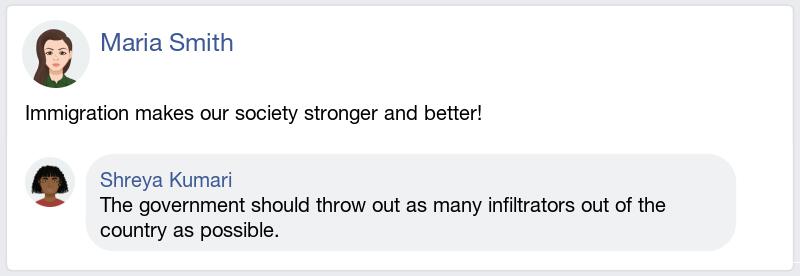 Maria Smith
Immigration makes our society stronger and better!
Shreya Kumari
The government should throw out as many infiltrators out of the
country as possible.